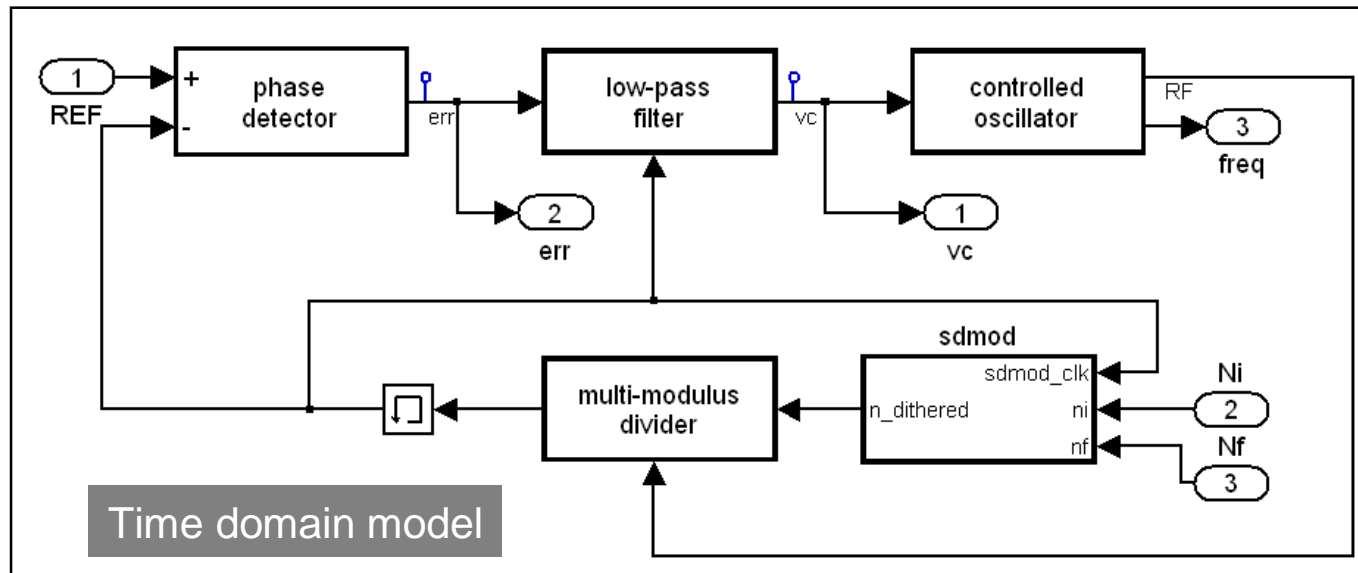 1
REF
+
-
phase
detector
err
low-pass
filter
vc
controlled
oscillator
RF
3
freq
2
err
1
vc
sdmod
sdmod_clk
n_dithered
ni
nf
multi-modulus
divider
Ni
2
Nf
3
Time domain model